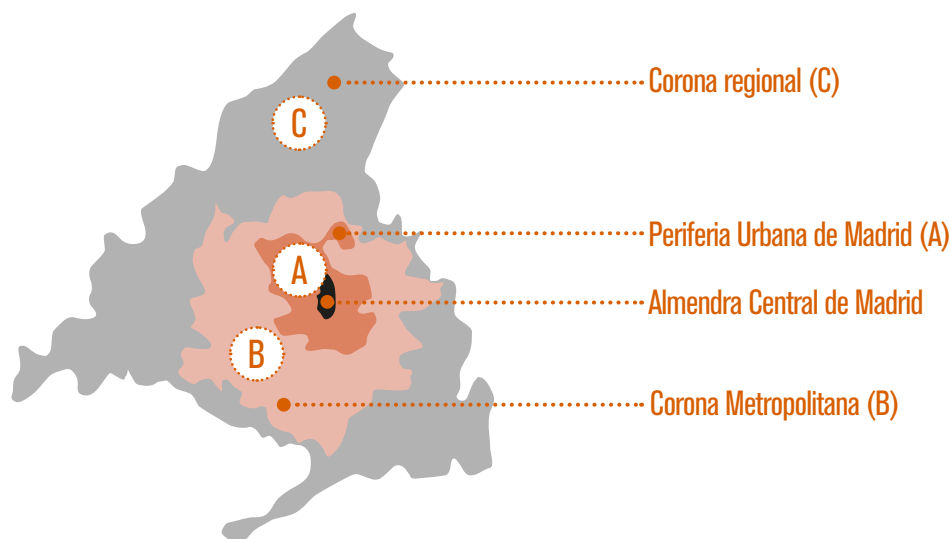 Corona regional (C)
C
Periferia Urbana de Madrid (A)
A
Almendra Central de Madrid
B
Corona Metropolitana (B)